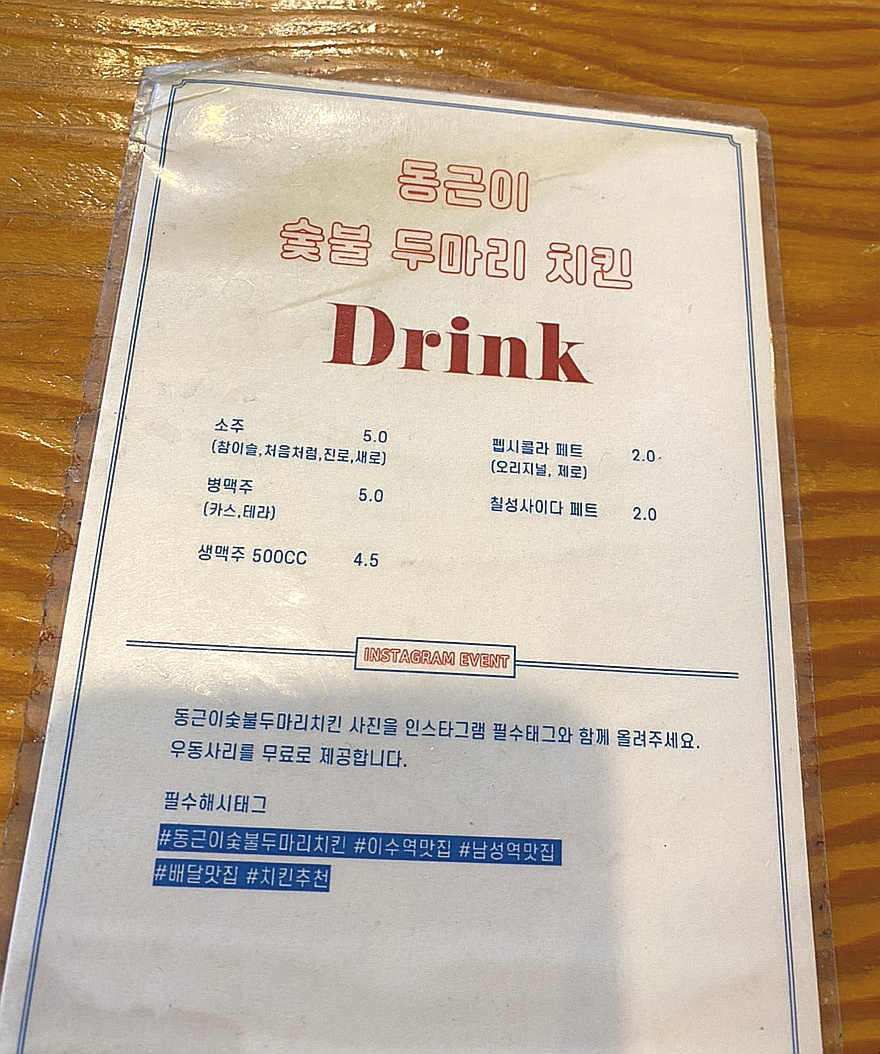 동근이
숯불 두마리 치킨
Drink
소주 5.0
(참이슬,처음처럼,진로,새로)
병맥주 5.0
(카스,테라)
생맥주 500CC 4.5
펩시콜라 페트 2.0
(오리지널, 제로)
칠성사이다 페트 2.0
INSTAGRAM EVENT
동근이숯불두마리치킨 사진을 인스타그램 필수태그와 함께 올려주세요.
우동사리를 무료로 제공합니다.
필수해시태그
#동근이숯불두마리치킨 #이수역맛집 #남성역맛집
#배달맛집 #치킨추천